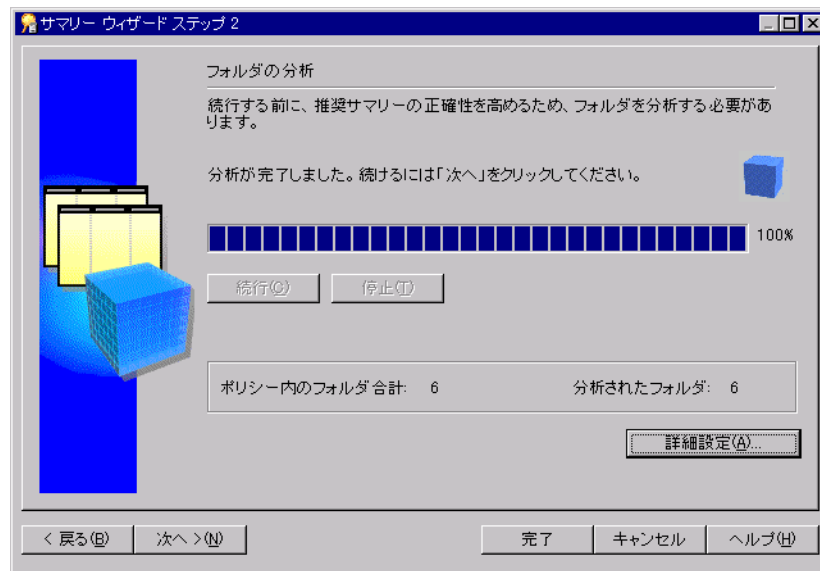 サマリー ウィザード ステップ 2
フォルダの分析
続行する前に、推奨サマリーの正確性を高めるため、フォルダを分析する必要があ
ります。
分析が完了しました。続けるには「次へ」をクリックしてください。
100%
続行(C) 停止(T)
ポリシー内のフォルダ合計: 6 分析されたフォルダ: 6
詳細設定(A)...
< 戻る(B) 次へ >(N) 完了 キャンセル ヘルプ(H)